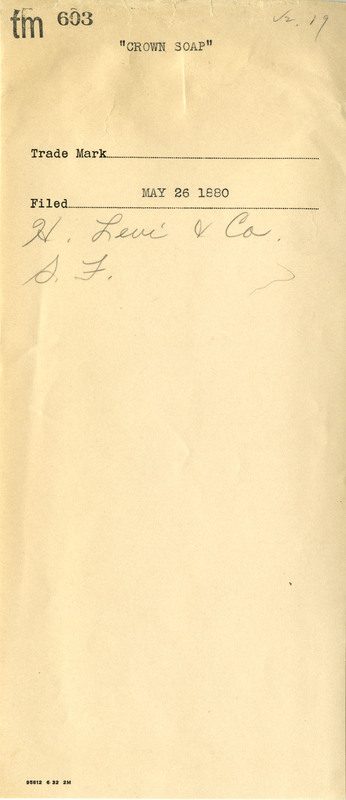 tm 603
"CROWN SOAP"
Trade Mark
Filed MAY 26 1880
H. Levi & Co.
S. F.
95812 6 32 2M